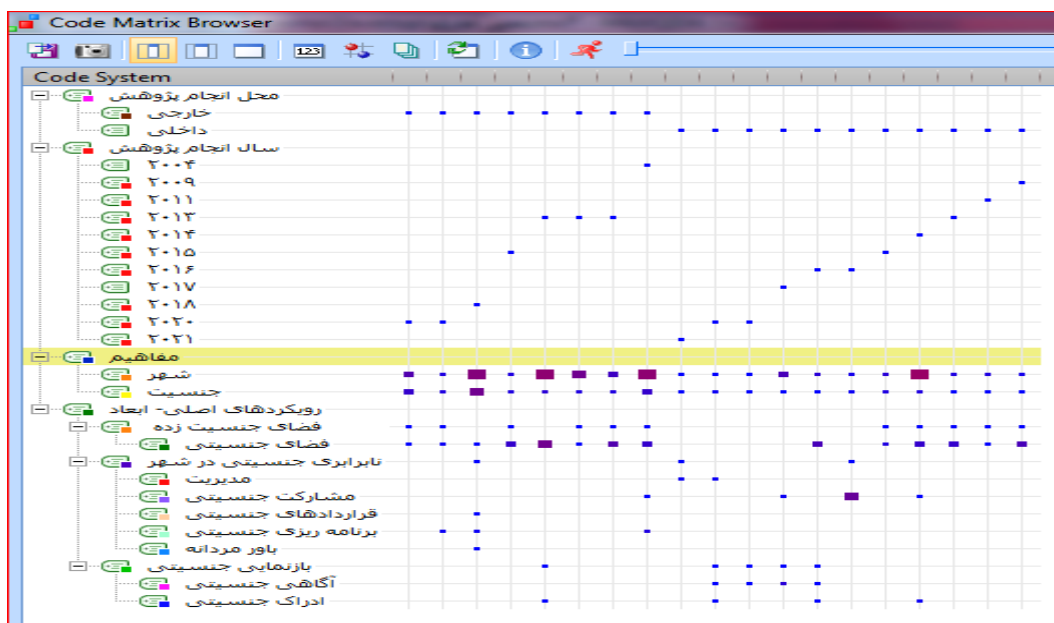 Code Matrix Browser
123
Code System
محل انجام پژوهش
خارجی
داخلی
سال انجام پژوهش
۲۰۰۴
۲۰۰۹
۲۰۱۱
۲۰۱۳
۲۰۱۴
۲۰۱۵
۲۰۱۶
۲۰۱۷
۲۰۱۸
۲۰۲۰
۲۰۲۱
مفاهیم
شهر
جنسیت
رویکردهای اصلی- ابعاد
فضای جنسیت زده
فضای جنسیتی
نابرابری جنسیتی در شهر
مدیریت
مشارکت جنسیتی
قراردادهای جنسیتی
برنامه ریزی جنسیتی
باور مردانه
بازنمایی جنسیتی
آگاهی جنسیتی
ادراک جنسیتی